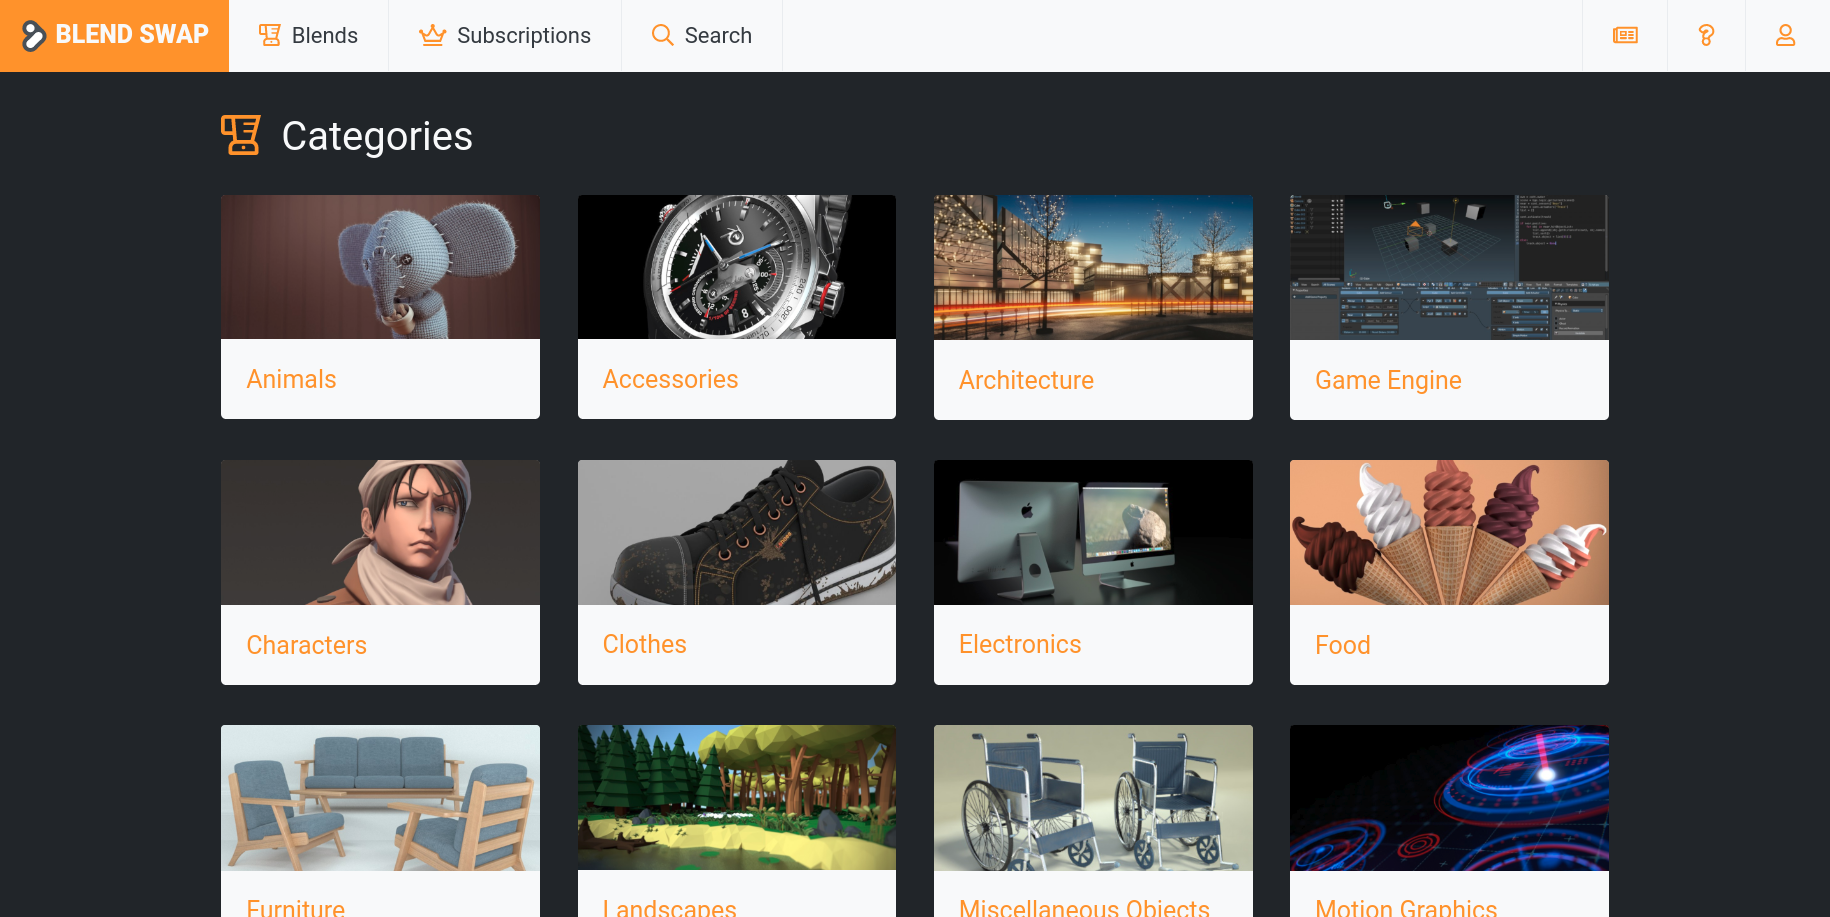 BLEND SWAP
Blends
Subscriptions
Search
Categories
Animals
Accessories
Architecture
Game Engine
Characters
Clothes
Electronics
Food
Furniture
Landscapes
Miscellaneous Objects
Motion Graphics